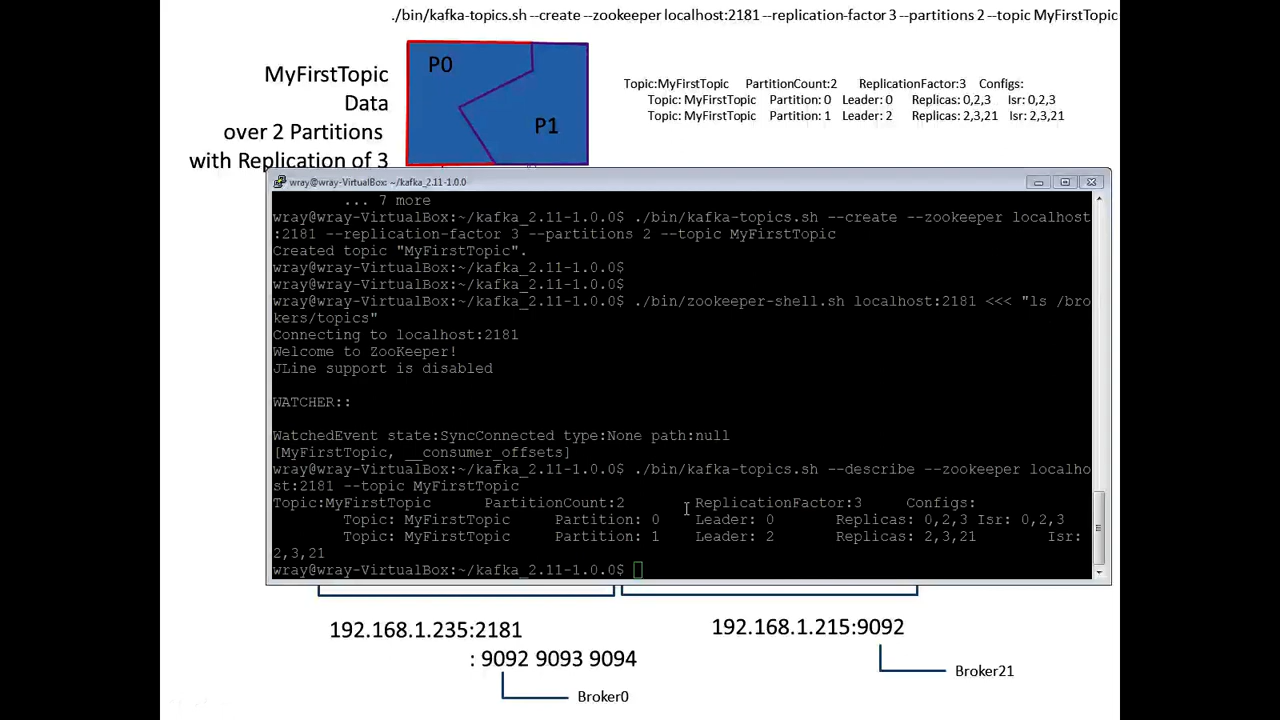 ./bin/kafka-topics.sh --create --zookeeper localhost:2181 --replication-factor 3 --partitions 2 --topic MyFirstTopic
MyFirstTopic
Data
over 2 Partitions
with Replication of 3
P0
P1
Topic:MyFirstTopic PartitionCount:2 ReplicationFactor:3 Configs:
Topic: MyFirstTopic Partition: 0 Leader: 0 Replicas: 0,2,3 Isr: 0,2,3
Topic: MyFirstTopic Partition: 1 Leader: 2 Replicas: 2,3,21 Isr: 2,3,21
wray@wray-VirtualBox: ~/kafka_2.11-1.0.0
... 7 more
wray@wray-VirtualBox:~/kafka_2.11-1.0.0$ ./bin/kafka-topics.sh --create --zookeeper localhost
:2181 --replication-factor 3 --partitions 2 --topic MyFirstTopic
Created topic "MyFirstTopic".
wray@wray-VirtualBox:~/kafka_2.11-1.0.0$
wray@wray-VirtualBox:~/kafka_2.11-1.0.0$
wray@wray-VirtualBox:~/kafka_2.11-1.0.0$ ./bin/zookeeper-shell.sh localhost:2181 <<< "ls /bro
kers/topics"
Connecting to localhost:2181
Welcome to ZooKeeper!
JLine support is disabled
WATCHER::
WatchedEvent state:SyncConnected type:None path:null
[MyFirstTopic, __consumer_offsets]
wray@wray-VirtualBox:~/kafka_2.11-1.0.0$ ./bin/kafka-topics.sh --describe --zookeeper localho
st:2181 --topic MyFirstTopic
Topic:MyFirstTopic PartitionCount:2 ReplicationFactor:3 Configs:
Topic: MyFirstTopic Partition: 0 Leader: 0 Replicas: 0,2,3 Isr: 0,2,3
Topic: MyFirstTopic Partition: 1 Leader: 2 Replicas: 2,3,21 Isr:
2,3,21
wray@wray-VirtualBox:~/kafka_2.11-1.0.0$
192.168.1.235:2181
: 9092 9093 9094
Broker0
192.168.1.215:9092
Broker21